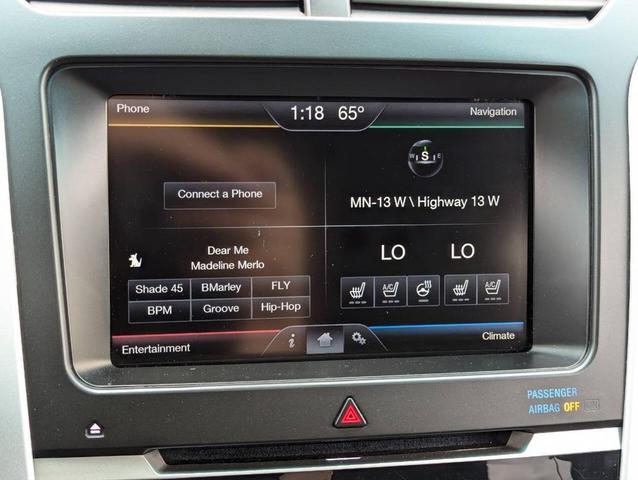 Phone
1:18 65°
Navigation
W S E
Connect a Phone
MN-13 W \ Highway 13 W
Dear Me
Madeline Merlo
LO LO
Shade 45 BMarley FLY
BPM Groove Hip-Hop
A/C A/C
Entertainment
i
Climate
PASSENGER
AIRBAG OFF